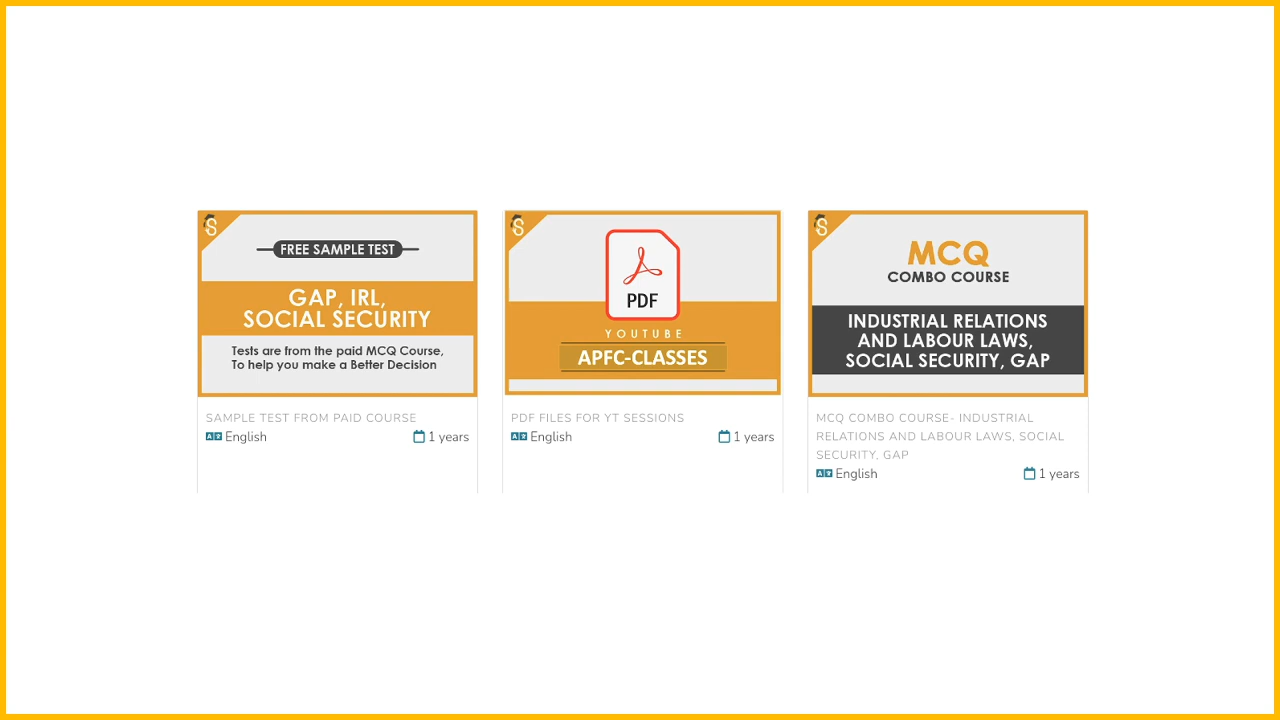 S
FREE SAMPLE TEST
GAP, IRL,
SOCIAL SECURITY
Tests are from the paid MCQ Course,
To help you make a Better Decision
SAMPLE TEST FROM PAID COURSE
English
1 years
S
PDF
YOUTUBE
APFC-CLASSES
PDF FILES FOR YT SESSIONS
English
1 years
S
MCQ
COMBO COURSE
INDUSTRIAL RELATIONS
AND LABOUR LAWS,
SOCIAL SECURITY, GAP
MCQ COMBO COURSE- INDUSTRIAL
RELATIONS AND LABOUR LAWS, SOCIAL
SECURITY. GAP
English
1 years